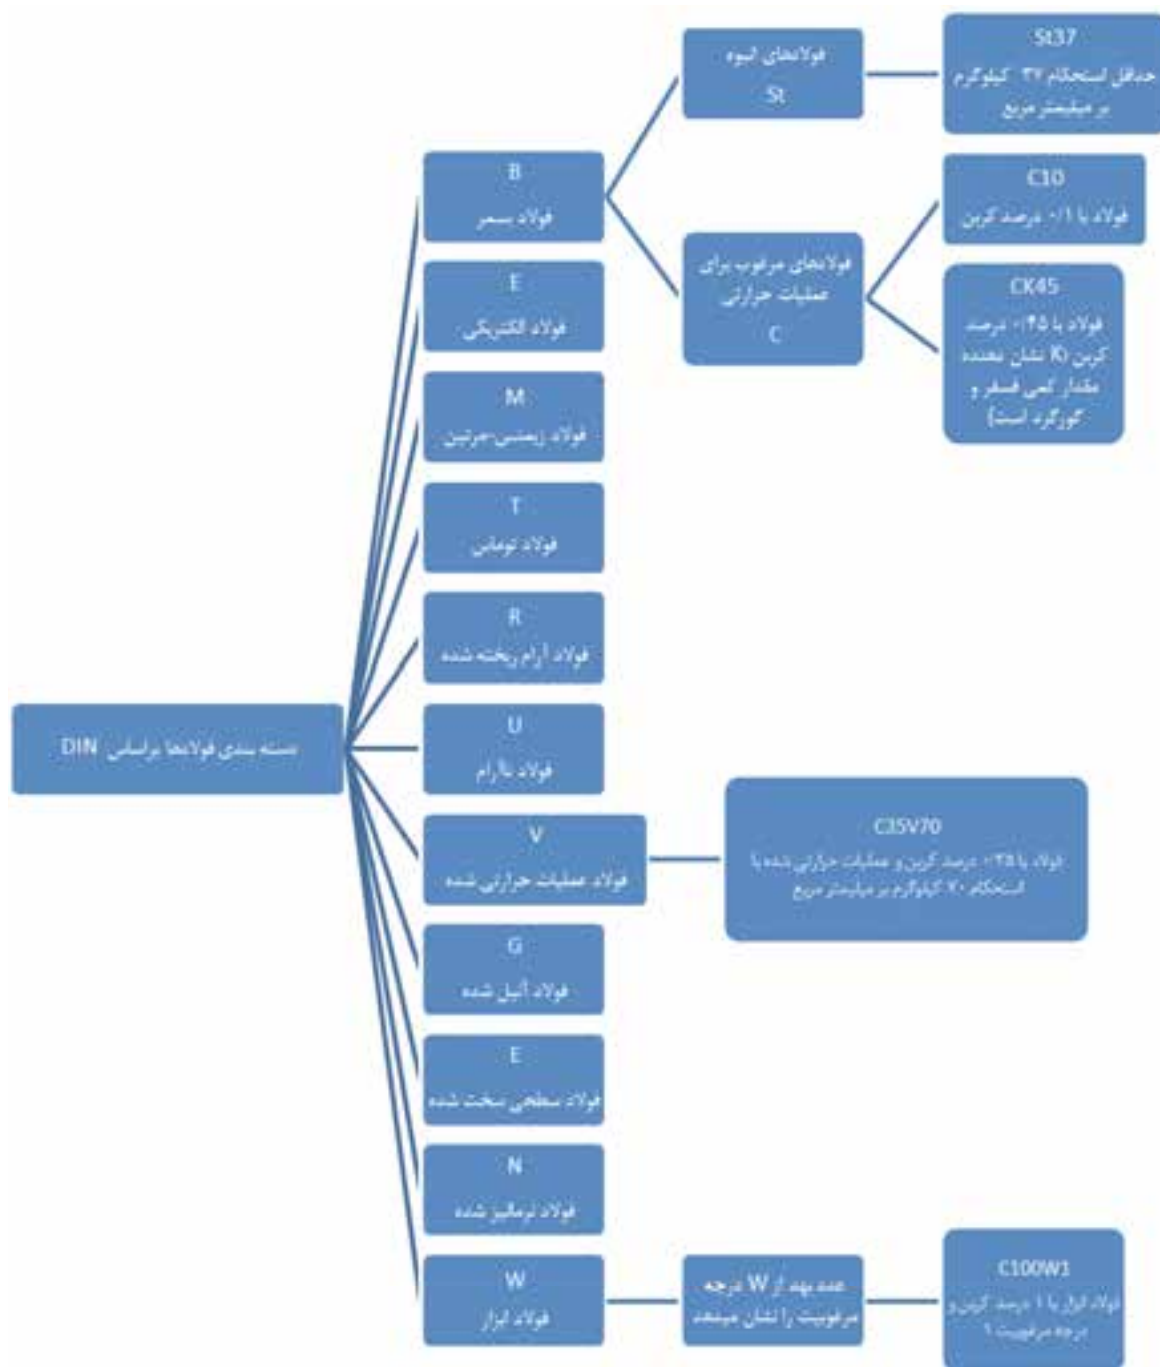 دسته بندی فولادها براساس DIN
B
فولاد بسمر
فولادهای انبوه
St
St37
حداقل استحکام ۳۷ کیلوگرم
بر میلیمتر مربع
فولادهای مرغوب برای
عملیات حرارتی
C
C10
فولاد با ۰/۱ درصد کربن
CK45
فولاد با ۰/۴۵ درصد
کربن (K نشان دهنده
مقدار کمی فسفر و
گوگرد است)
E
فولاد الکتریکی
M
فولاد زیمنس-مرتین
T
فولاد توماس
R
فولاد آرام ریخته شده
U
فولاد ناآرام
V
فولاد عملیات حرارتی شده
C35V70
فولاد با ۰/۳۵ درصد کربن و عملیات حرارتی شده با
استحکام ۷۰ کیلوگرم بر میلیمتر مربع
G
فولاد آنیل شده
E
فولاد سطحی سخت شده
N
فولاد نرمالیز شده
W
فولاد ابزار
عدد بعد از W درجه
مرغوبیت را نشان میدهد
C100W1
فولاد ابزار با ۱ درصد کربن و
درجه مرغوبیت ۱